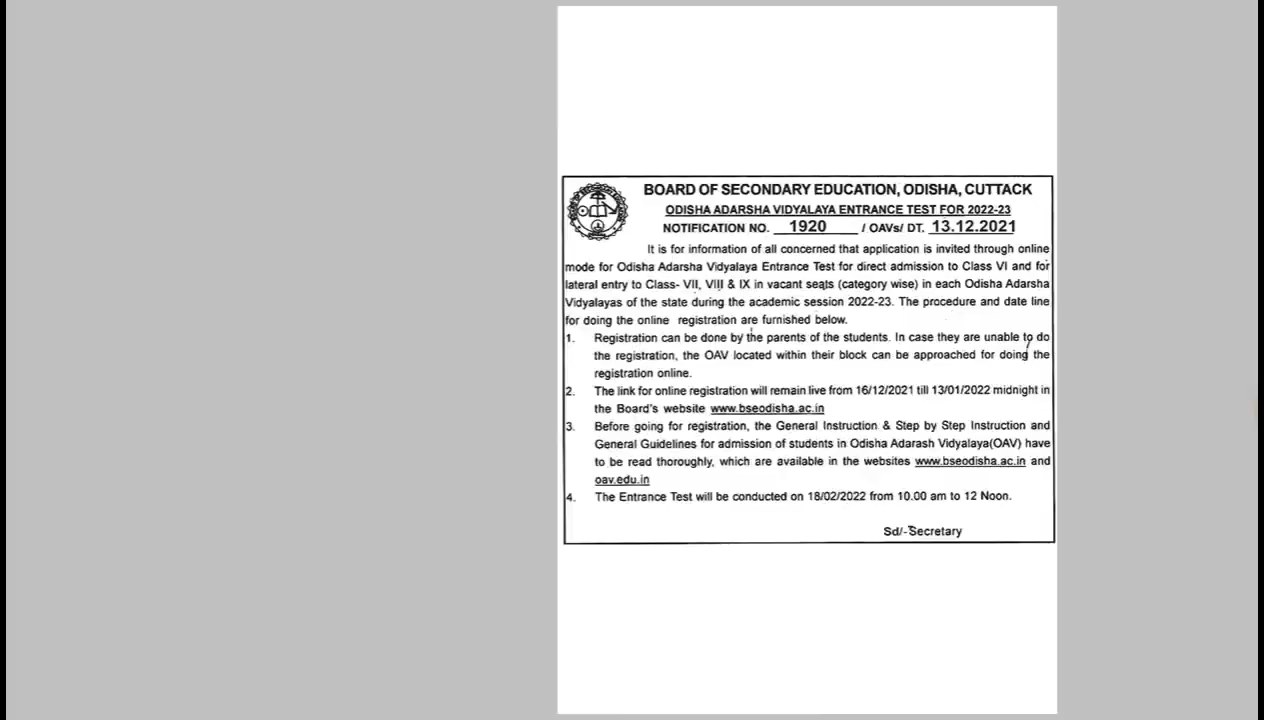 BOARD OF SECONDARY EDUCATION, ODISHA, CUTTACK
ODISHA ADARSHA VIDYALAYA ENTRANCE TEST FOR 2022-23
NOTIFICATION NO. 1920 / OAVs/ DT. 13.12.2021
It is for information of all concerned that application is invited through online
mode for Odisha Adarsha Vidyalaya Entrance Test for direct admission to Class VI and for
lateral entry to Class- VII, VIII & IX in vacant seats (category wise) in each Odisha Adarsha
Vidyalayas of the state during the academic session 2022-23. The procedure and date line
for doing the online registration are furnished below.
1. Registration can be done by the parents of the students. In case they are unable to do
the registration, the OAV located within their block can be approached for doing the
registration online.
2. The link for online registration will remain live from 16/12/2021 till 13/01/2022 midnight in
the Board's website www.bseodisha.ac.in
3. Before going for registration, the General Instruction & Step by Step Instruction and
General Guidelines for admission of students in Odisha Adarash Vidyalaya(OAV) have
to be read thoroughly, which are available in the websites www.bseodisha.ac.in and
oav.edu.in
4. The Entrance Test will be conducted on 18/02/2022 from 10.00 am to 12 Noon.
Sd/-Secretary